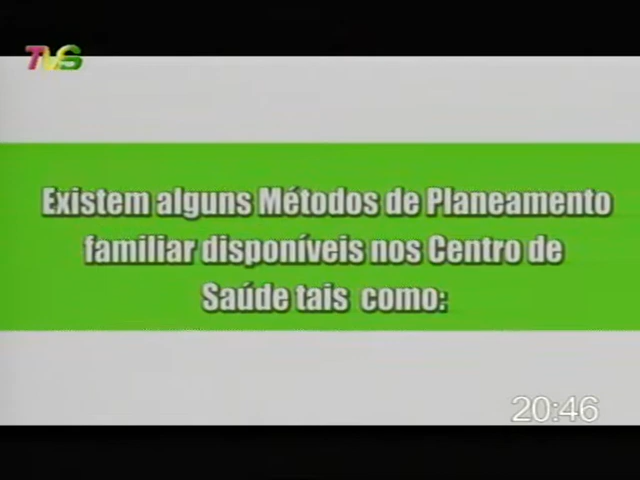 TVS
Existem alguns Métodos de Planeamento
familiar disponíveis nos Centro de
Saúde tais como:
20:46